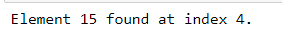 Element 15 found at index 4.